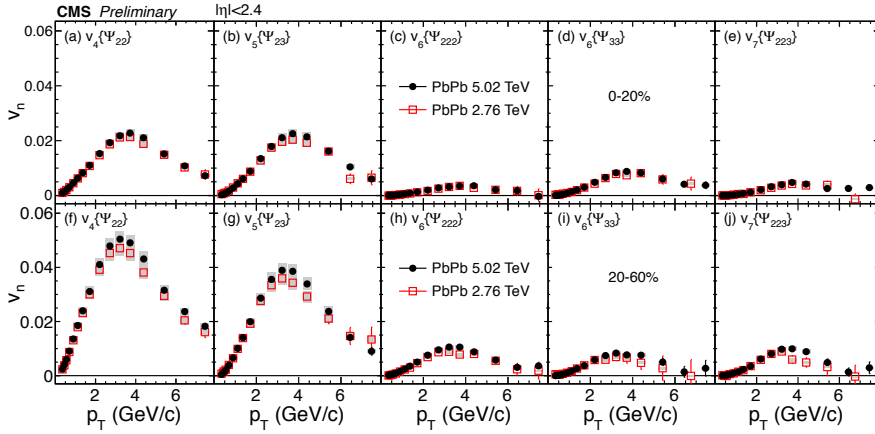 CMS Preliminary |η|<2.4
0.06
(a) v4{Ψ22} (b) v5{Ψ23} (c) v6{Ψ222} (d) v6{Ψ33} (e) v7{Ψ223}
0.04
PbPb 5.02 TeV
PbPb 2.76 TeV
0-20%
vn
0.02
0
0.06
(f) v4{Ψ22} (g) v5{Ψ23} (h) v6{Ψ222} (i) v6{Ψ33} (j) v7{Ψ223}
0.04
PbPb 5.02 TeV
PbPb 2.76 TeV
20-60%
vn
0.02
0
2 4 6 2 4 6 2 4 6 2 4 6 2 4 6
pT (GeV/c) pT (GeV/c) pT (GeV/c) pT (GeV/c) pT (GeV/c)